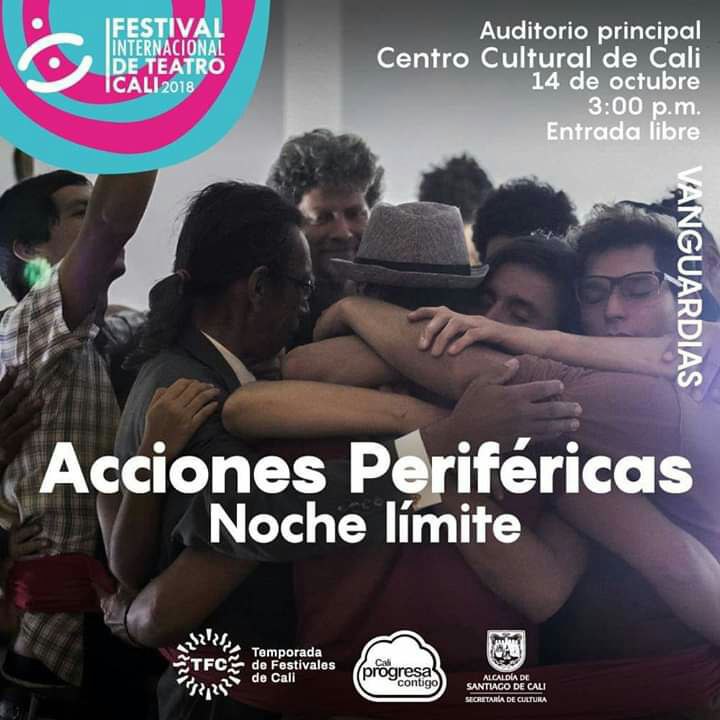 FESTIVAL
INTERNACIONAL
DE TEATRO
CALI 2018
Auditorio principal
Centro Cultural de Cali
14 de octubre
3:00 p.m.
Entrada libre
VANGUARDIAS
Acciones Periféricas
Noche límite
TFC
Temporada
de Festivales
de Cali
Cali
progresa
contigo
ALCALDÍA DE
SANTIAGO DE CALI
SECRETARÍA DE CULTURA